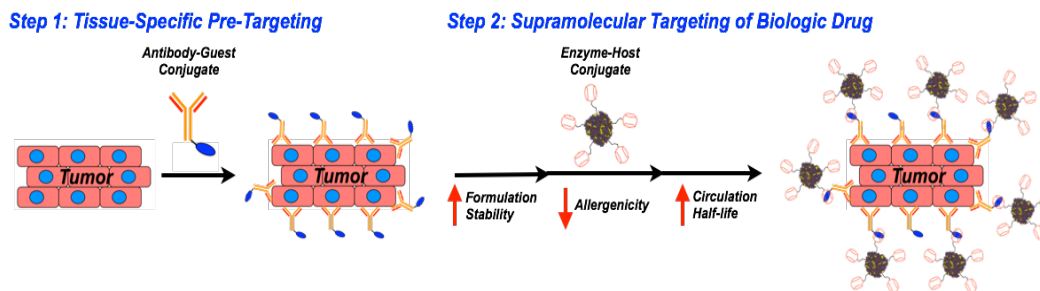 Step 1: Tissue-Specific Pre-Targeting
Antibody-Guest
Conjugate
Tumor
Tumor
Step 2: Supramolecular Targeting of Biologic Drug
Enzyme-Host
Conjugate
Formulation
Stability
Allergenicity
Circulation
Half-life
Tumor